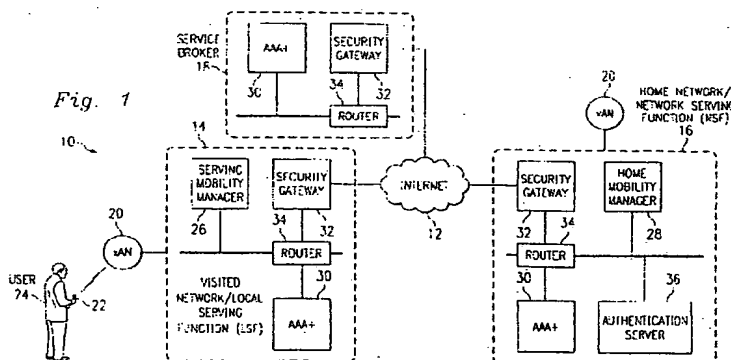 Fig. 1
10
SERVICE
BROKER
18
AAA+
30
SECURITY
GATEWAY
32
34
ROUTER
14
SERVING
MOBILITY
MANAGER
26
SECURITY
GATEWAY
32
34
ROUTER
30
AAA+
VISITED
NETWORK/LOCAL
SERVING
FUNCTION (LSF)
20
xAN
USER
24
22
INTERNET
12
20
xAN
HOME NETWORK/
NETWORK SERVING
FUNCTION (NSF)
16
SECURITY
GATEWAY
32
34
HOME
MOBILITY
MANAGER
28
ROUTER
30
AAA+
36
AUTHENTICATION
SERVER